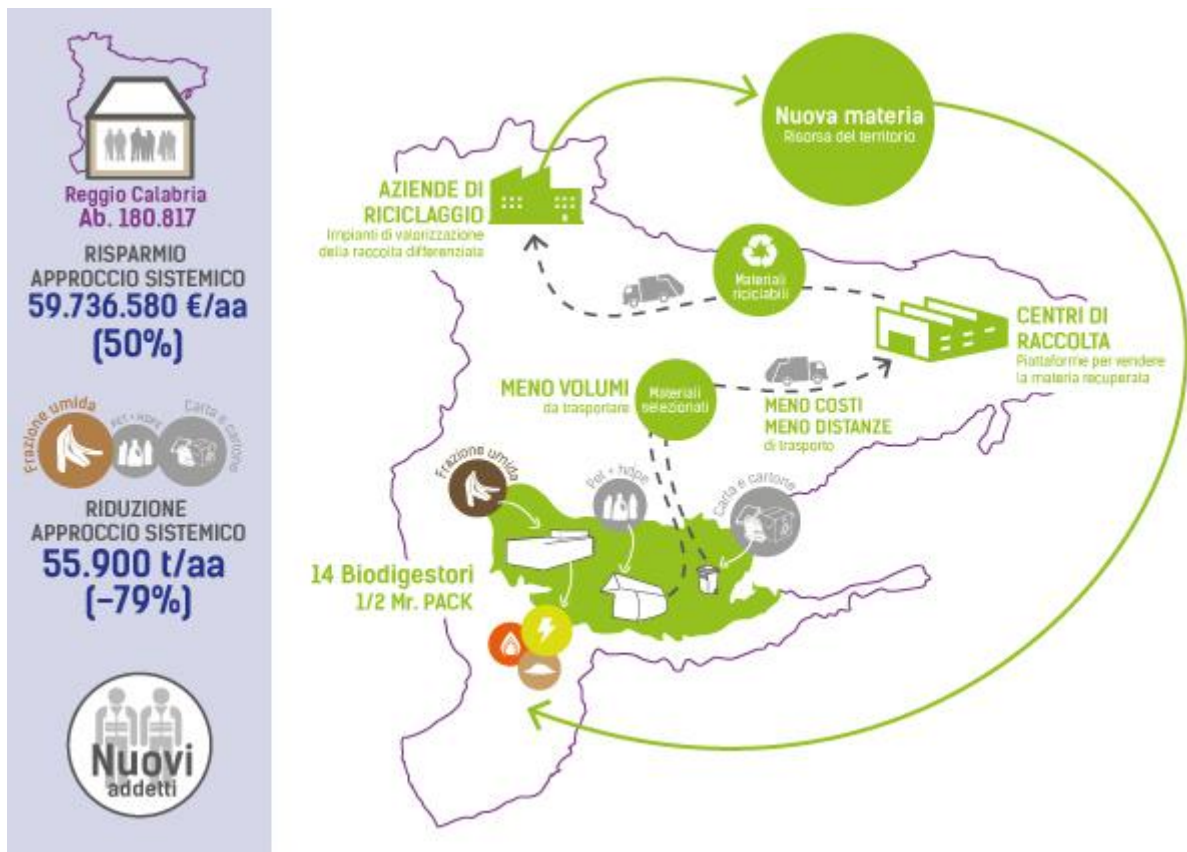 Reggio Calabria
Ab. 180.817
RISPARMIO
APPROCCIO SISTEMICO
59.736.580 €/aa
(50%)
Frazione umida
PET + HDPE
Carta e cartone
RIDUZIONE
APPROCCIO SISTEMICO
55.900 t/aa
(–79%)
Nuovi
addetti
Nuova materia
Risorsa del territorio
AZIENDE DI
RICICLAGGIO
Impianti di valorizzazione
della raccolta differenziata
Materiali
riciclabili
CENTRI DI
RACCOLTA
Piattaforme per vendere
la materia recuperata
MENO VOLUMI
da trasportare
Materiali
selezionati
MENO COSTI
MENO DISTANZE
di trasporto
Frazione umida
Pet + hdpe
Carta e cartone
14 Biodigestori
1/2 Mr. PACK